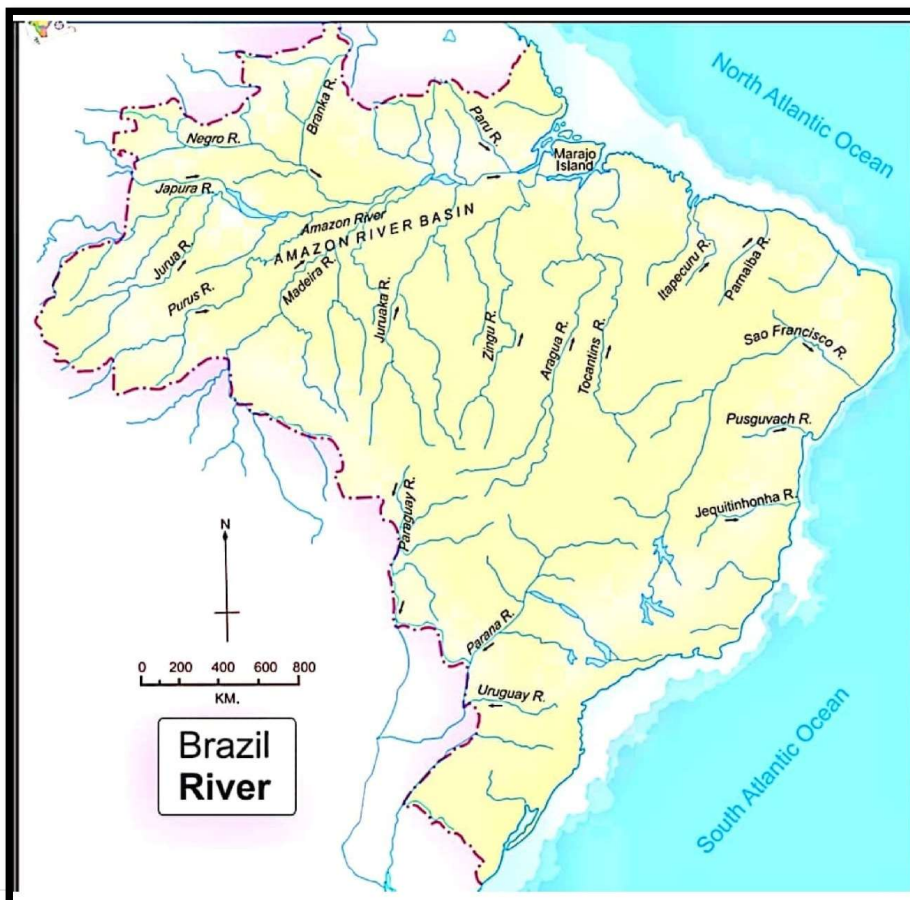 North Atlantic Ocean
Branka R.
Paru R.
Negro R.
Marajo
Island
Japura R.
Amazon River
AMAZON RIVER BASIN
Jurua R.
Purus R.
Madeira R.
Juruaka R.
Zingu R.
Aragua R.
Tocantins R.
Itapecuru R.
Parnaiba R.
Sao Francisco R.
Pusguvach R.
Jequitinhonha R.
Paraguay R.
N
Parana R.
Uruguay R.
0 200 400 600 800
KM.
Brazil
River
South Atlantic Ocean